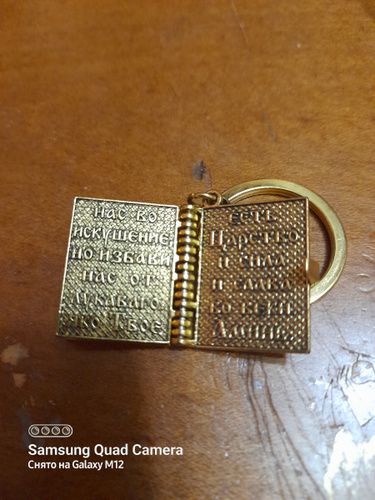 нас во
искушение
но избави
нас от
лукаваго
яко Твое
есть
Царство
и сила
и слава
во веки
Аминь
Samsung Quad Camera
Снято на Galaxy M12